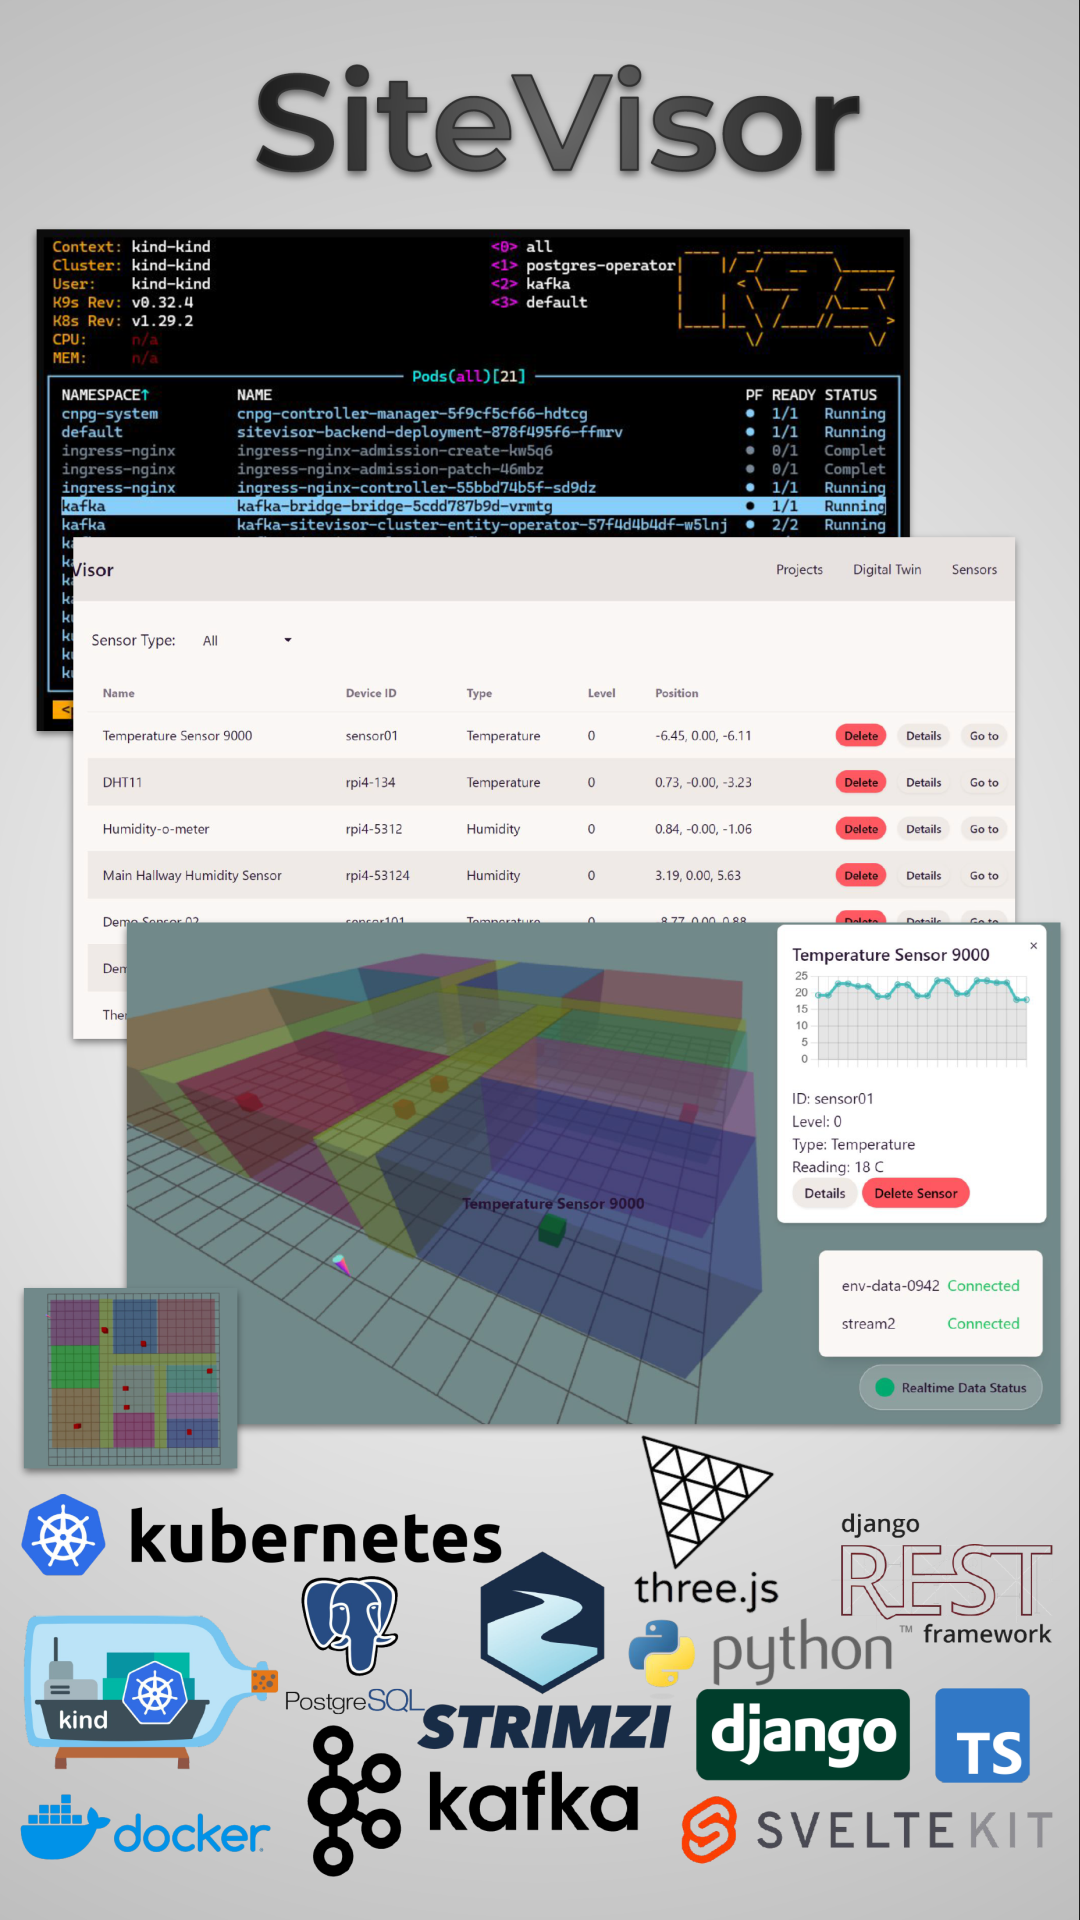 SiteVisor
Context: kind-kind
Cluster: kind-kind
User: kind-kind
K9s Rev: v0.32.4
K8s Rev: v1.29.2
CPU: n/a
MEM: n/a
<0> all
<1> postgres-operator
<2> kafka
<3> default
Pods(all)[21]
NAMESPACE↑ NAME PF READY STATUS
cnpg-system cnpg-controller-manager-5f9cf5cf66-hdtcg ● 1/1 Running
default sitevisor-backend-deployment-878f495f6-ffmrv ● 1/1 Running
ingress-nginx ingress-nginx-admission-create-kw5q6 ● 0/1 Complet
ingress-nginx ingress-nginx-admission-patch-46mbz ● 0/1 Complet
ingress-nginx ingress-nginx-controller-55bbd74b5f-sd9dz ● 1/1 Running
kafka kafka-bridge-bridge-5cdd787b9d-vrmtg ● 1/1 Running
kafka kafka-sitevisor-cluster-entity-operator-57f4d4b4df-w5lnj ● 2/2 Running
Visor Projects Digital Twin Sensors
Sensor Type: All
Name Device ID Type Level Position
Temperature Sensor 9000 sensor01 Temperature 0 -6.45, 0.00, -6.11 Delete Details Go to
DHT11 rpi4-134 Temperature 0 0.73, -0.00, -3.23 Delete Details Go to
Humidity-o-meter rpi4-5312 Humidity 0 0.84, -0.00, -1.06 Delete Details Go to
Main Hallway Humidity Sensor rpi4-53124 Humidity 0 3.19, 0.00, 5.63 Delete Details Go to
Demo Sensor 02 sensor101 Temperature 0 -8.77, 0.00, 0.88 Delete Details Go to
Dem
Ther
Temperature Sensor 9000 ×
25
20
15
10
5
0
ID: sensor01
Level: 0
Type: Temperature
Reading: 18 C
Details Delete Sensor
Temperature Sensor 9000
env-data-0942 Connected
stream2 Connected
Realtime Data Status
kubernetes
three.js
django
REST
framework
PostgreSQL
python™
kind
STRIMZI
django
TS
kafka
docker
SVELTEKIT